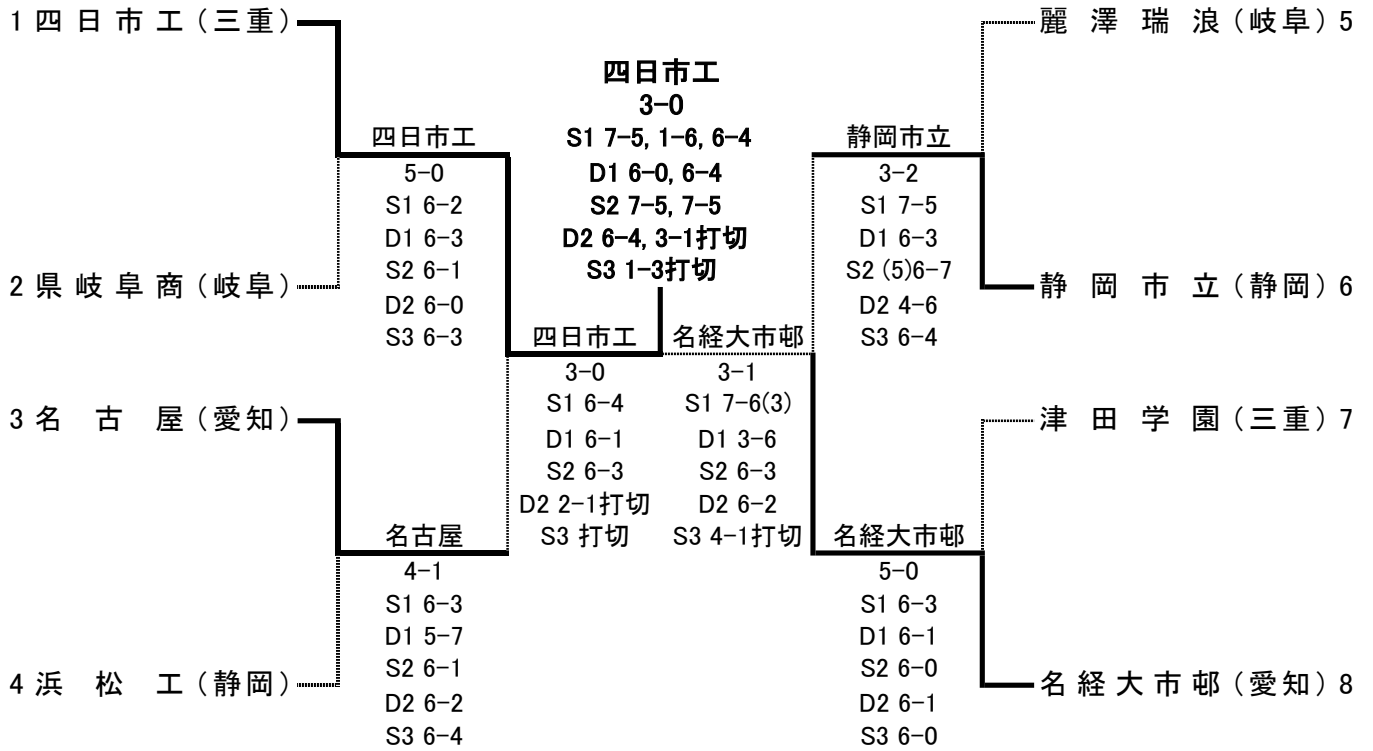 1 四日市工(三重)
2 県岐阜商(岐阜)
3 名古屋(愛知)
4 浜松工(静岡)
四日市工
5-0
S1 6-2
D1 6-3
S2 6-1
D2 6-0
S3 6-3
名古屋
4-1
S1 6-3
D1 5-7
S2 6-1
D2 6-2
S3 6-4
四日市工
3-0
S1 6-4
D1 6-1
S2 6-3
D2 2-1打切
S3 打切
四日市工
3-0
S1 7-5, 1-6, 6-4
D1 6-0, 6-4
S2 7-5, 7-5
D2 6-4, 3-1打切
S3 1-3打切
名経大市邨
3-1
S1 7-6(3)
D1 3-6
S2 6-3
D2 6-2
S3 4-1打切
静岡市立
3-2
S1 7-5
D1 6-3
S2 (5)6-7
D2 4-6
S3 6-4
名経大市邨
5-0
S1 6-3
D1 6-1
S2 6-0
D2 6-1
S3 6-0
麗澤瑞浪(岐阜) 5
静岡市立(静岡) 6
津田学園(三重) 7
名経大市邨(愛知) 8